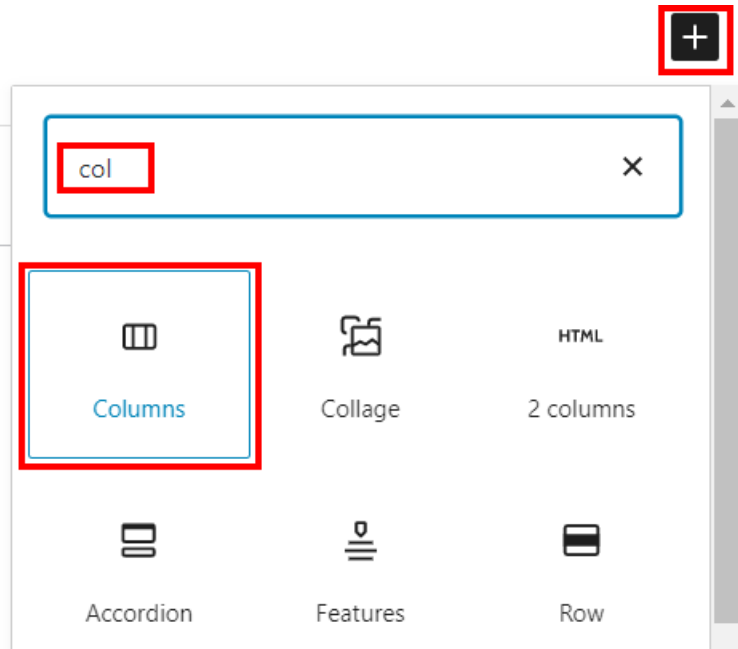 col
Columns
Collage
HTML
2 columns
Accordion
Features
Row